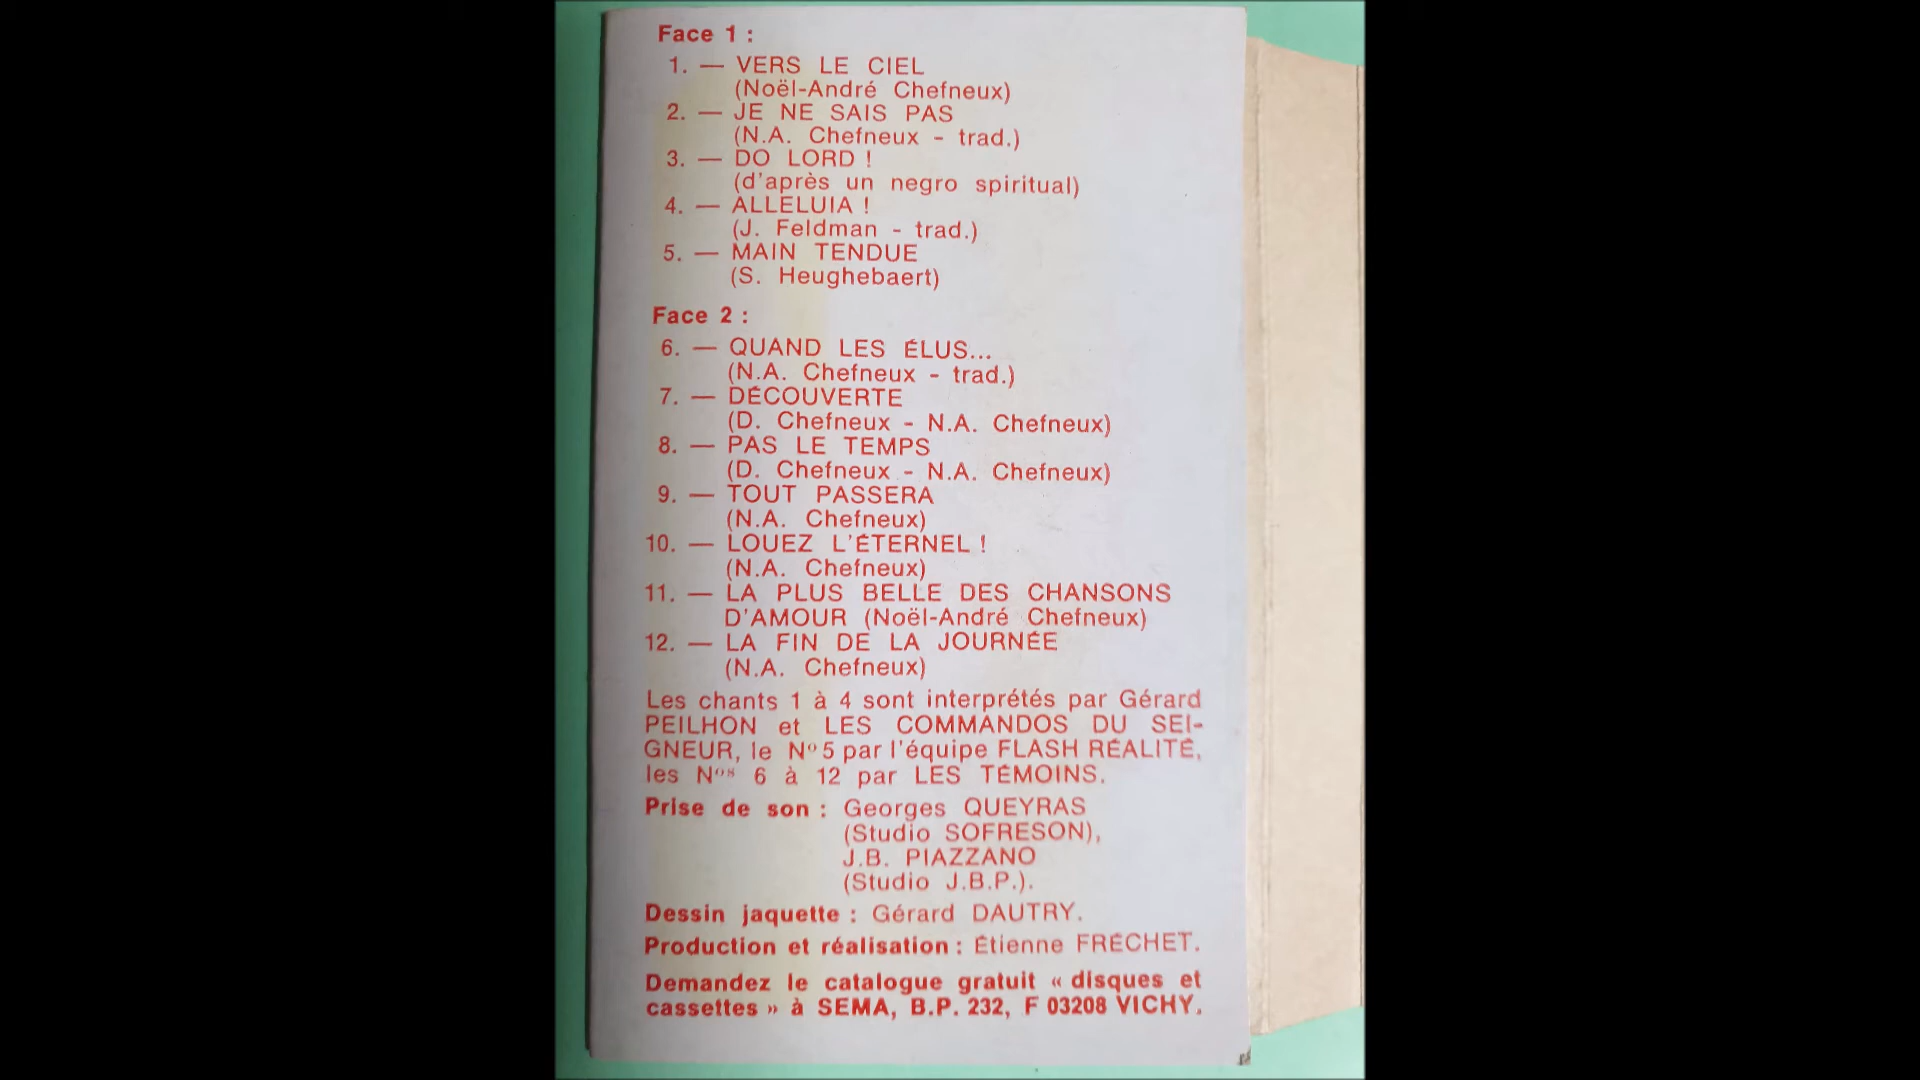 Face 1 :
1. — VERS LE CIEL
(Noël-André Chefneux)
2. — JE NE SAIS PAS
(N.A. Chefneux - trad.)
3. — DO LORD !
(d'après un negro spiritual)
4. — ALLELUIA !
(J. Feldman - trad.)
5. — MAIN TENDUE
(S. Heughebaert)
Face 2 :
6. — QUAND LES ÉLUS...
(N.A. Chefneux - trad.)
7. — DÉCOUVERTE
(D. Chefneux - N.A. Chefneux)
8. — PAS LE TEMPS
(D. Chefneux - N.A. Chefneux)
9. — TOUT PASSERA
(N.A. Chefneux)
10. — LOUEZ L'ÉTERNEL !
(N.A. Chefneux)
11. — LA PLUS BELLE DES CHANSONS
D'AMOUR (Noël-André Chefneux)
12. — LA FIN DE LA JOURNÉE
(N.A. Chefneux)
Les chants 1 à 4 sont interprétés par Gérard
PEILHON et LES COMMANDOS DU SEI-
GNEUR, le Nº 5 par l'équipe FLASH RÉALITÉ,
les Nos 6 à 12 par LES TÉMOINS.
Prise de son : Georges QUEYRAS
(Studio SOFRESON),
J.B. PIAZZANO
(Studio J.B.P.).
Dessin jaquette : Gérard DAUTRY.
Production et réalisation : Étienne FRÉCHET.
Demandez le catalogue gratuit « disques et
cassettes » à SEMA, B.P. 232, F 03208 VICHY.